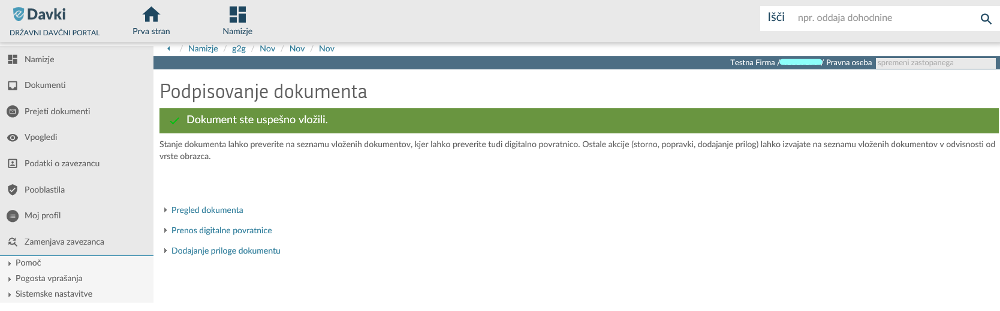 eDavki
DRŽAVNI DAVČNI PORTAL
Prva stran
Namizje
Išči
npr. oddaja dohodnine
/ Namizje / g2g / Nov / Nov / Nov
Testna Firma / / Pravna oseba
spremeni zastopanega
Namizje
Dokumenti
Prejeti dokumenti
Vpogledi
Podatki o zavezancu
Pooblastila
Moj profil
Zamenjava zavezanca
Pomoč
Pogosta vprašanja
Sistemske nastavitve
Podpisovanje dokumenta
Dokument ste uspešno vložili.
Stanje dokumenta lahko preverite na seznamu vloženih dokumentov, kjer lahko preverite tudi digitalno povratnico. Ostale akcije (storno, popravki, dodajanje prilog) lahko izvajate na seznamu vloženih dokumentov v odvisnosti od
vrste obrazca.
Pregled dokumenta
Prenos digitalne povratnice
Dodajanje priloge dokumentu